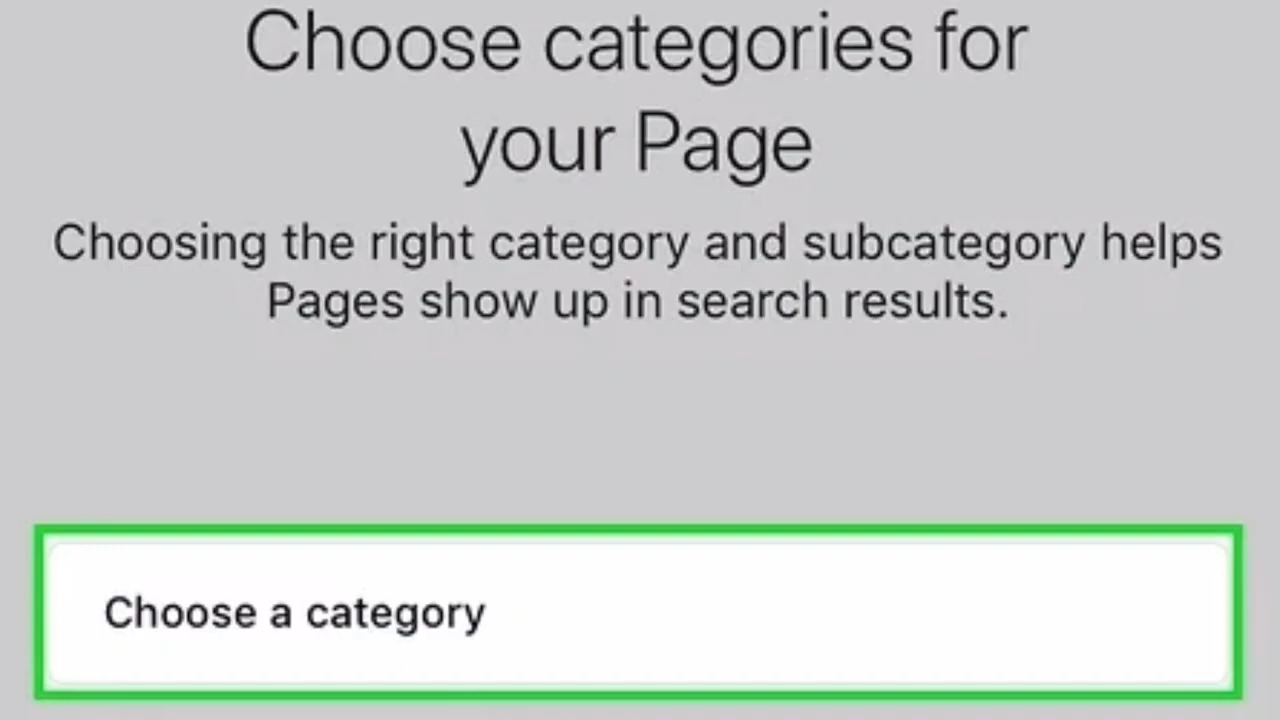 Choose categories for
your Page
Choosing the right category and subcategory helps
Pages show up in search results.
Choose a category